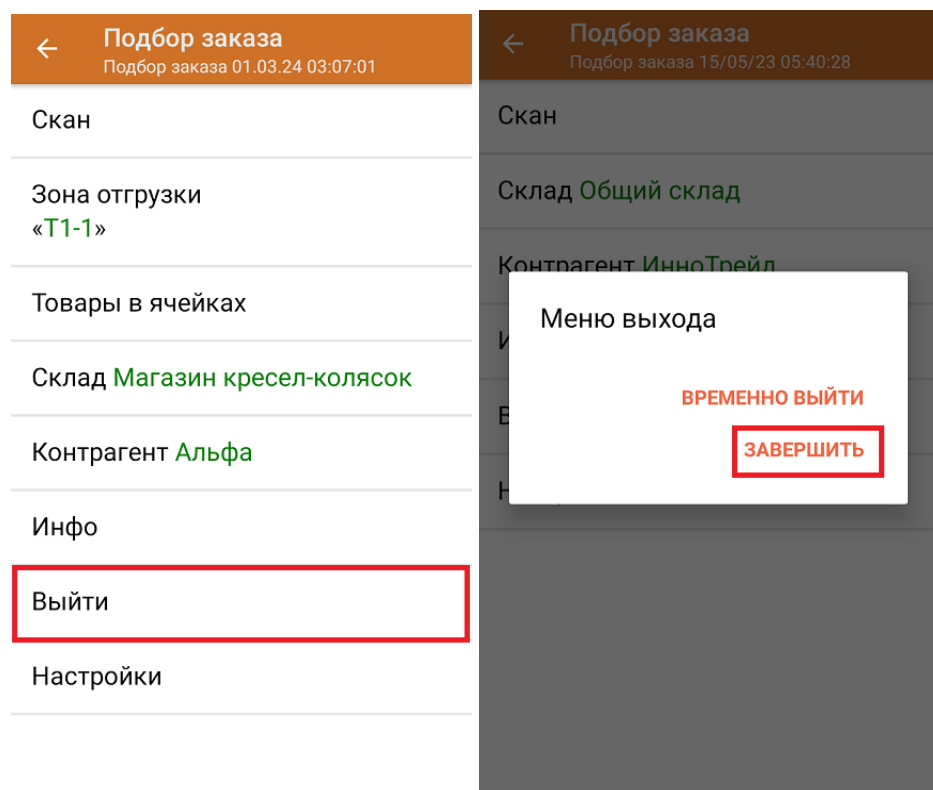 Подбор заказа
Подбор заказа 01.03.24 03:07:01
Скан
Зона отгрузки
«Т1-1»
Товары в ячейках
Склад Магазин кресел-колясок
Контрагент Альфа
Инфо
Выйти
Настройки
Подбор заказа
Подбор заказа 15/05/23 05:40:28
Скан
Склад Общий склад
Контрагент ИнноТрейд
Меню выхода
ВРЕМЕННО ВЫЙТИ
ЗАВЕРШИТЬ